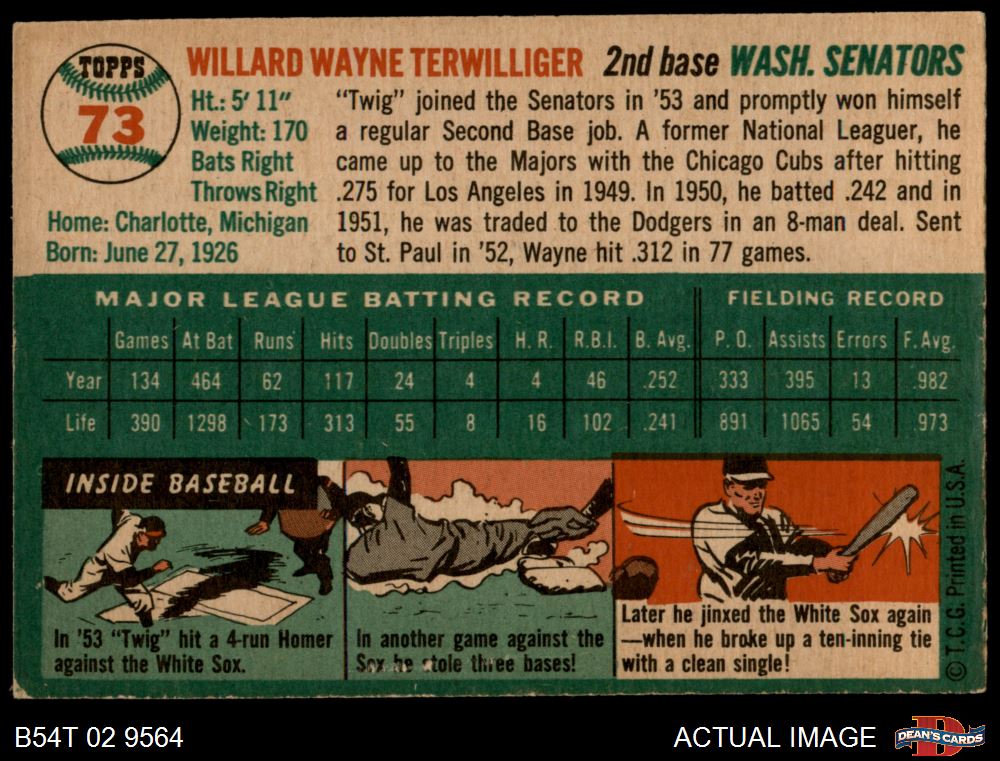 TOPPS
73
WILLARD WAYNE TERWILLIGER 2nd base WASH. SENATORS
Ht.: 5' 11"
Weight: 170
Bats Right
Throws Right
Home: Charlotte, Michigan
Born: June 27, 1926
"Twig" joined the Senators in '53 and promptly won himself
a regular Second Base job. A former National Leaguer, he
came up to the Majors with the Chicago Cubs after hitting
.275 for Los Angeles in 1949. In 1950, he batted .242 and in
1951, he was traded to the Dodgers in an 8-man deal. Sent
to St. Paul in '52, Wayne hit .312 in 77 games.
MAJOR LEAGUE BATTING RECORD FIELDING RECORD
Games At Bat Runs Hits Doubles Triples H. R. R.B.I. B. Avg. P. O. Assists Errors F. Avg.
Year 134 464 62 117 24 4 4 46 .252 333 395 13 .982
Life 390 1298 173 313 55 8 16 102 .241 891 1065 54 .973
INSIDE BASEBALL
In '53 "Twig" hit a 4-run Homer
against the White Sox.
In another game against the
Sox he stole three bases!
Later he jinxed the White Sox again
—when he broke up a ten-inning tie
with a clean single!
© T.C.G. Printed in U.S.A.
B54T 02 9564
ACTUAL IMAGE
DEAN'S CARDS